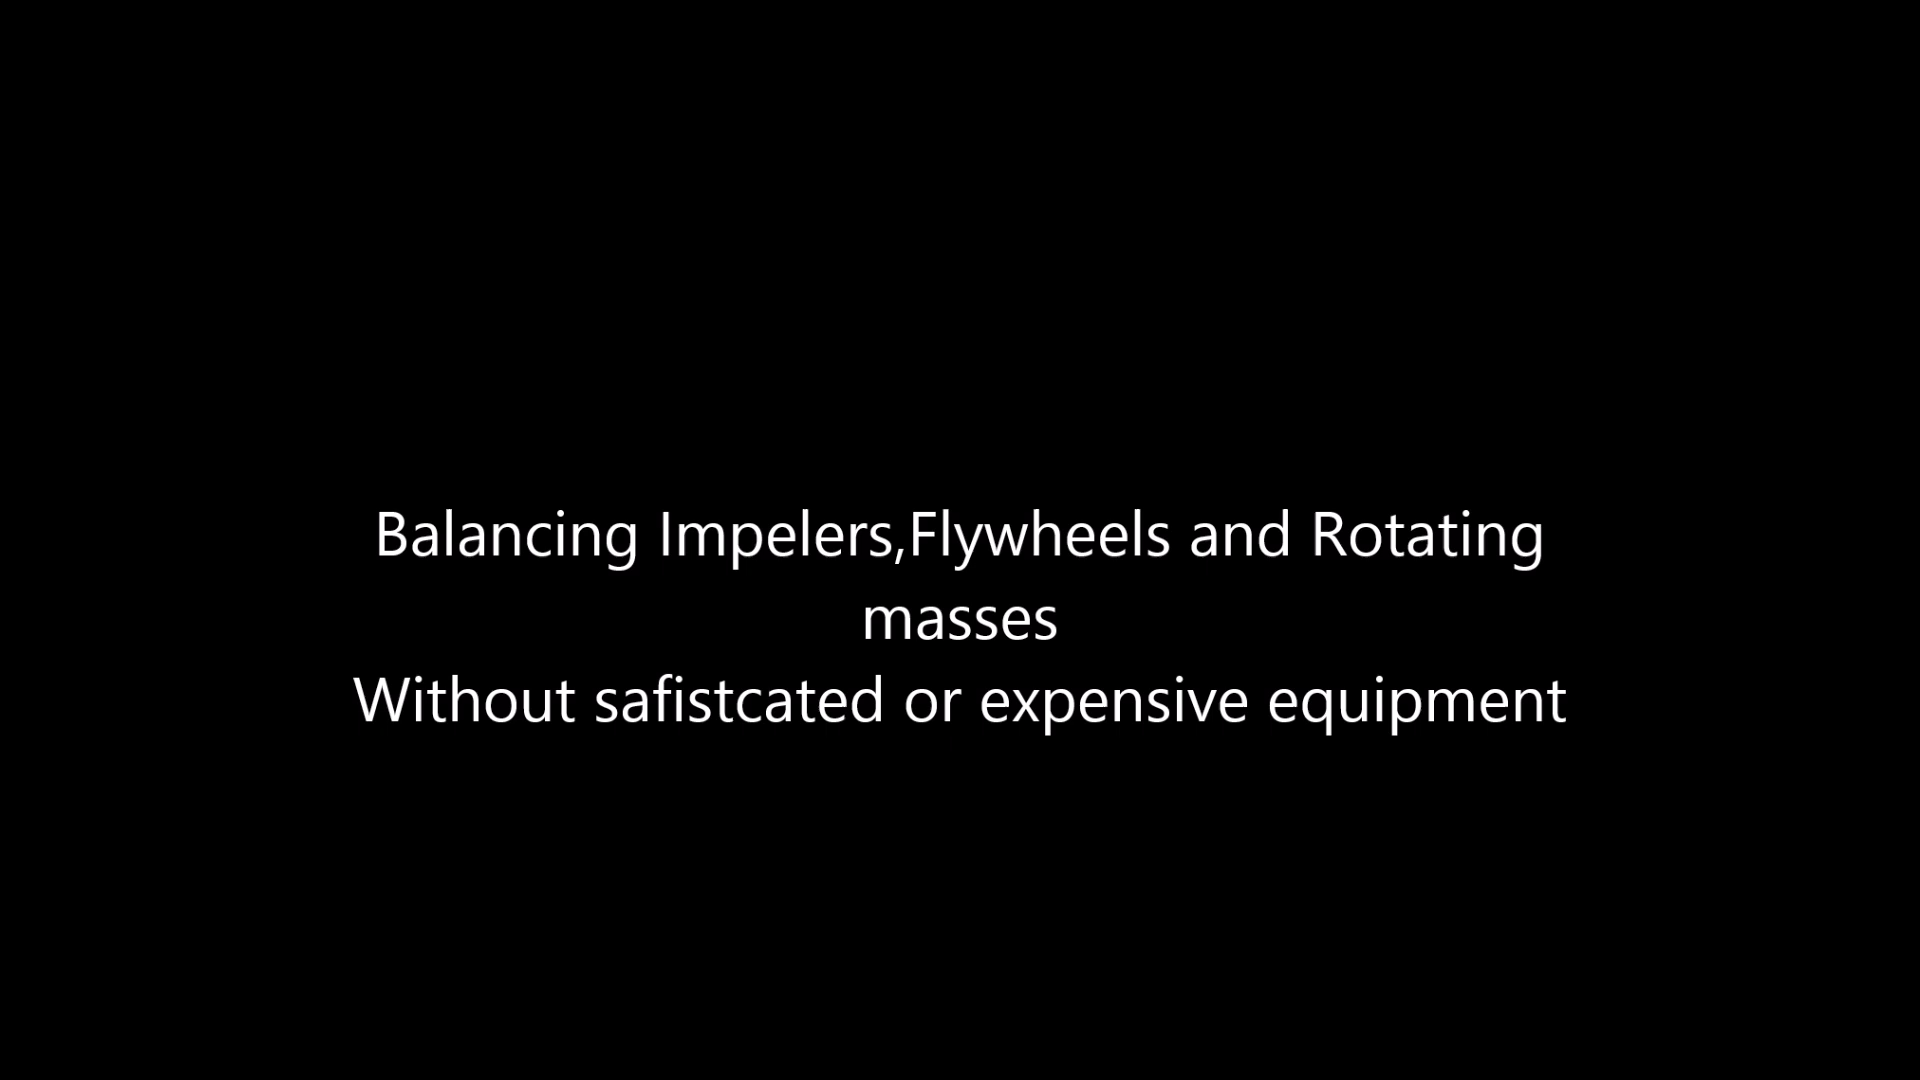 Balancing Impelers,Flywheels and Rotating
masses
Without safistcated or expensive equipment